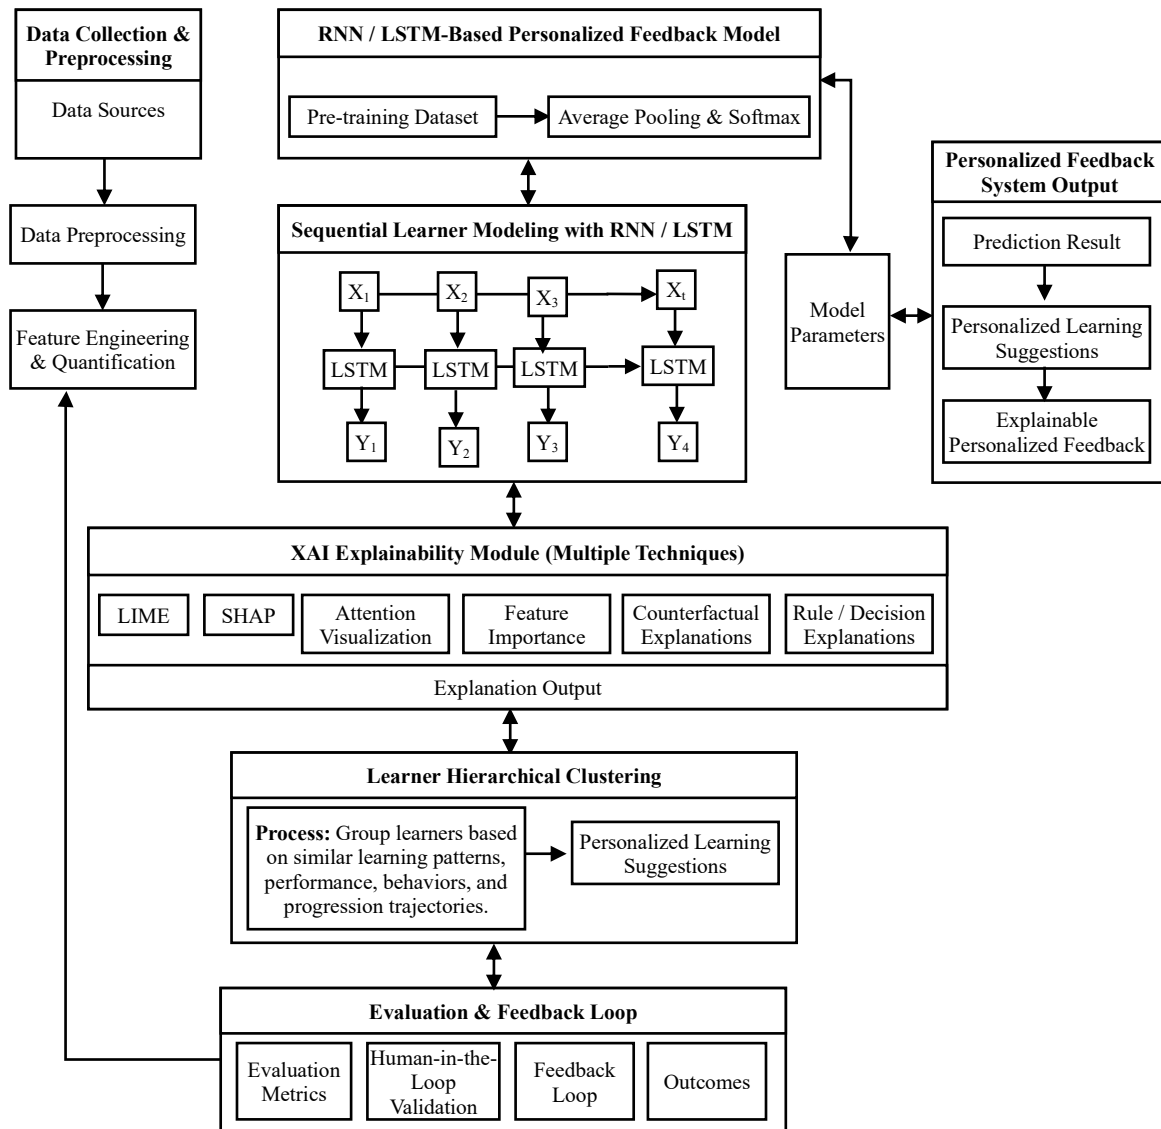 Data Collection &
Preprocessing
Data Sources
Data Preprocessing
Feature Engineering
& Quantification
RNN / LSTM-Based Personalized Feedback Model
Pre-training Dataset
Average Pooling & Softmax
Sequential Learner Modeling with RNN / LSTM
X₁
X₂
X₃
Xₜ
LSTM
LSTM
LSTM
LSTM
Y₁
Y₂
Y₃
Y₄
Model
Parameters
Personalized Feedback
System Output
Prediction Result
Personalized Learning
Suggestions
Explainable
Personalized Feedback
XAI Explainability Module (Multiple Techniques)
LIME
SHAP
Attention
Visualization
Feature
Importance
Counterfactual
Explanations
Rule / Decision
Explanations
Explanation Output
Learner Hierarchical Clustering
Process: Group learners based
on similar learning patterns,
performance, behaviors, and
progression trajectories.
Personalized Learning
Suggestions
Evaluation & Feedback Loop
Evaluation
Metrics
Human-in-the-
Loop
Validation
Feedback
Loop
Outcomes